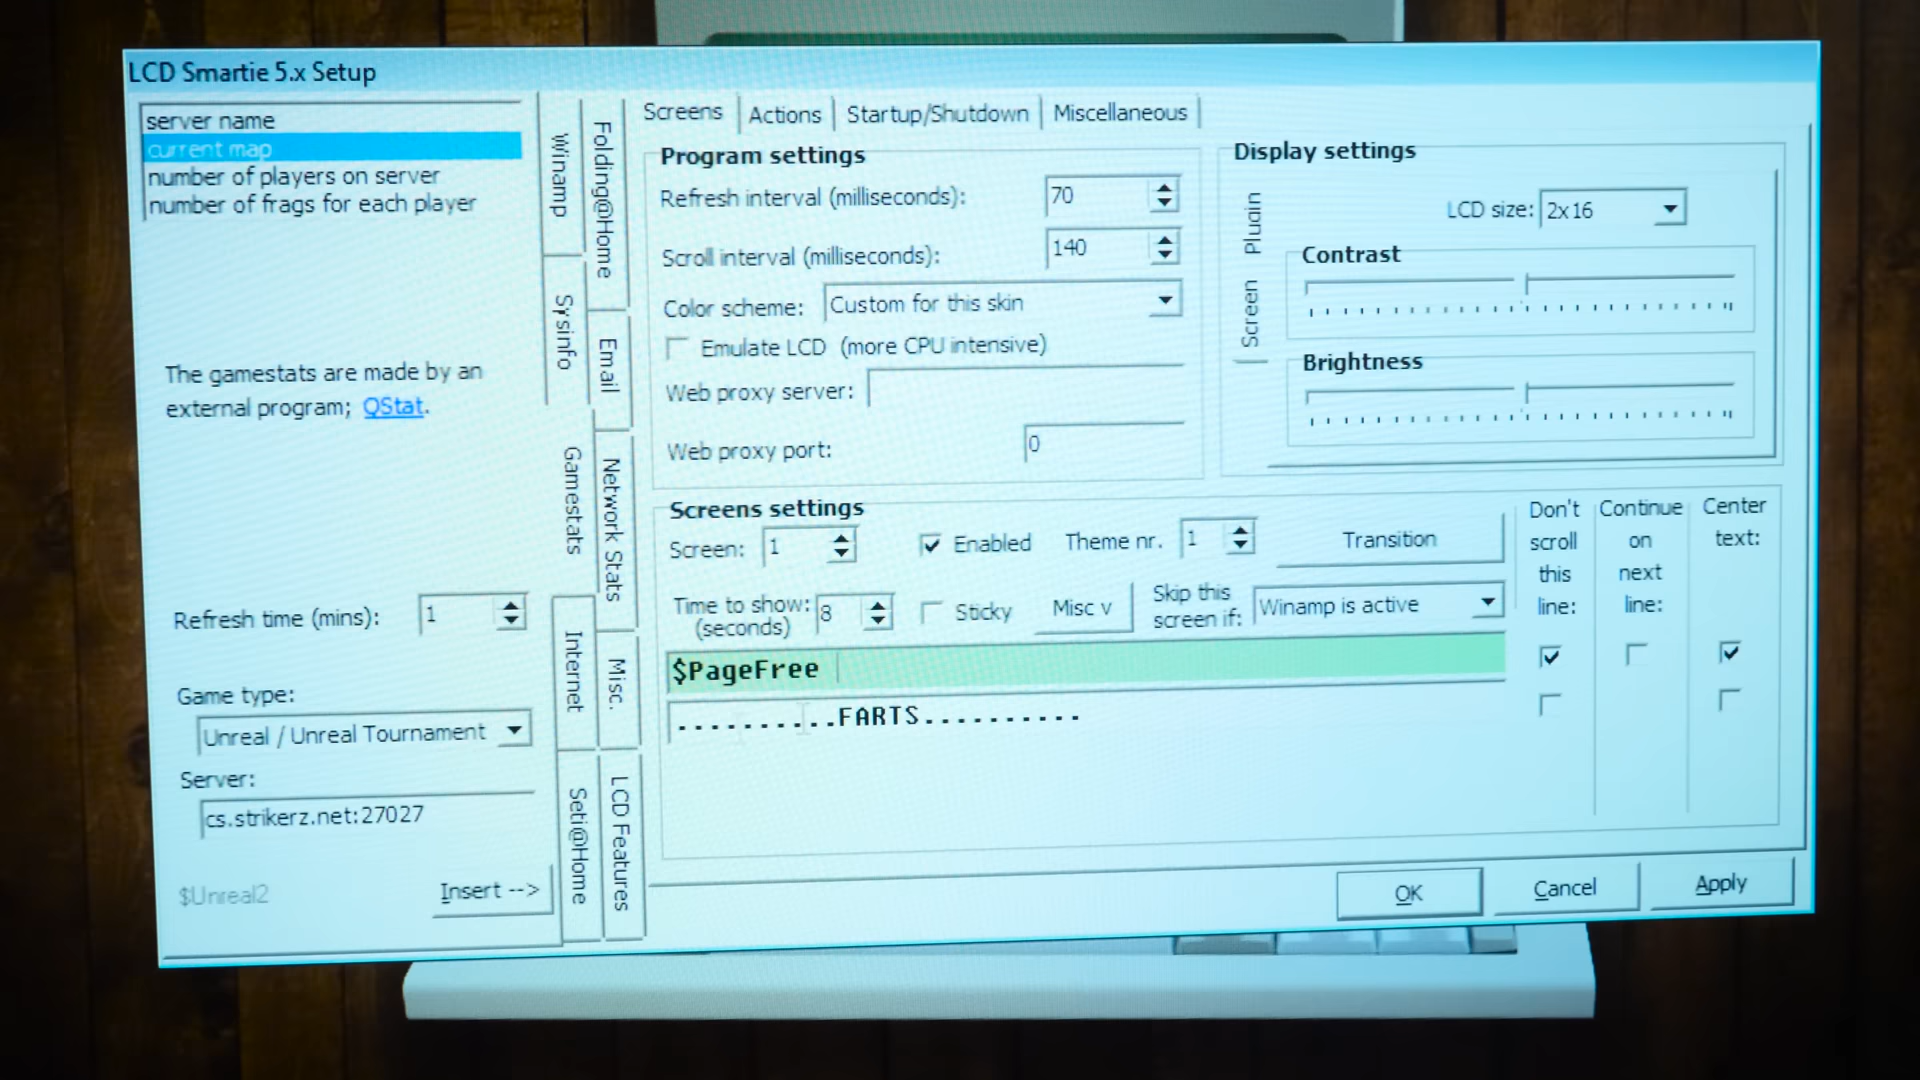 LCD Smartie 5.x Setup
server name
current map
number of players on server
number of frags for each player
The gamestats are made by an
external program; QStat.
Refresh time (mins): 1
Game type:
Unreal / Unreal Tournament
Server:
cs.strikerz.net:27027
$Unreal2
Insert -->
Winamp
Sysinfo
Gamestats
Internet
Seti@Home
Folding@Home
Email
Network Stats
Misc.
LCD Features
Screens
Actions
Startup/Shutdown
Miscellaneous
Program settings
Refresh interval (milliseconds): 70
Scroll interval (milliseconds): 140
Color scheme: Custom for this skin
Emulate LCD (more CPU intensive)
Web proxy server:
Web proxy port: 0
Display settings
Plugin
Screen
LCD size: 2x16
Contrast
Brightness
Screens settings
Screen: 1
Enabled
Theme nr. 1
Transition
Time to show: 8
(seconds)
Sticky
Misc v
Skip this
screen if: Winamp is active
Don't
scroll
this
line:
Continue
on
next
line:
Center
text:
$PageFree
..........FARTS..........
OK
Cancel
Apply